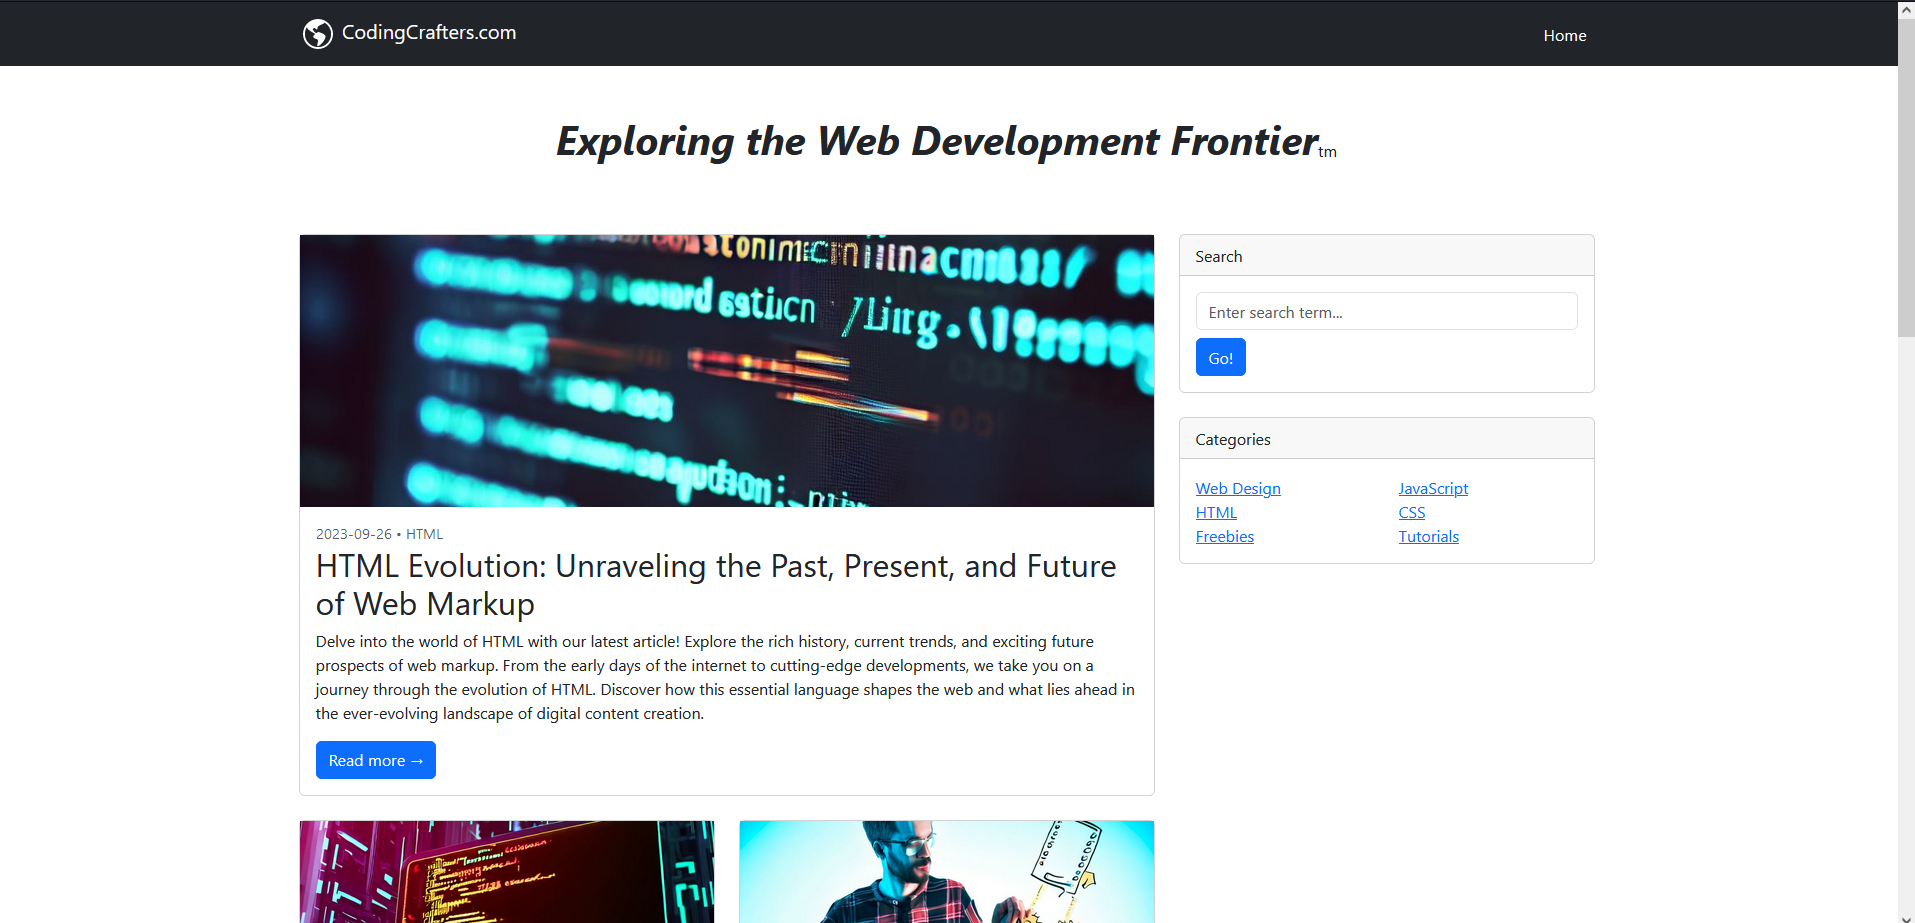 CodingCrafters.com
Home
Exploring the Web Development Frontiertm
2023-09-26 • HTML
HTML Evolution: Unraveling the Past, Present, and Future
of Web Markup
Delve into the world of HTML with our latest article! Explore the rich history, current trends, and exciting future
prospects of web markup. From the early days of the internet to cutting-edge developments, we take you on a
journey through the evolution of HTML. Discover how this essential language shapes the web and what lies ahead in
the ever-evolving landscape of digital content creation.
Read more →
Search
Enter search term...
Go!
Categories
Web Design
HTML
Freebies
JavaScript
CSS
Tutorials